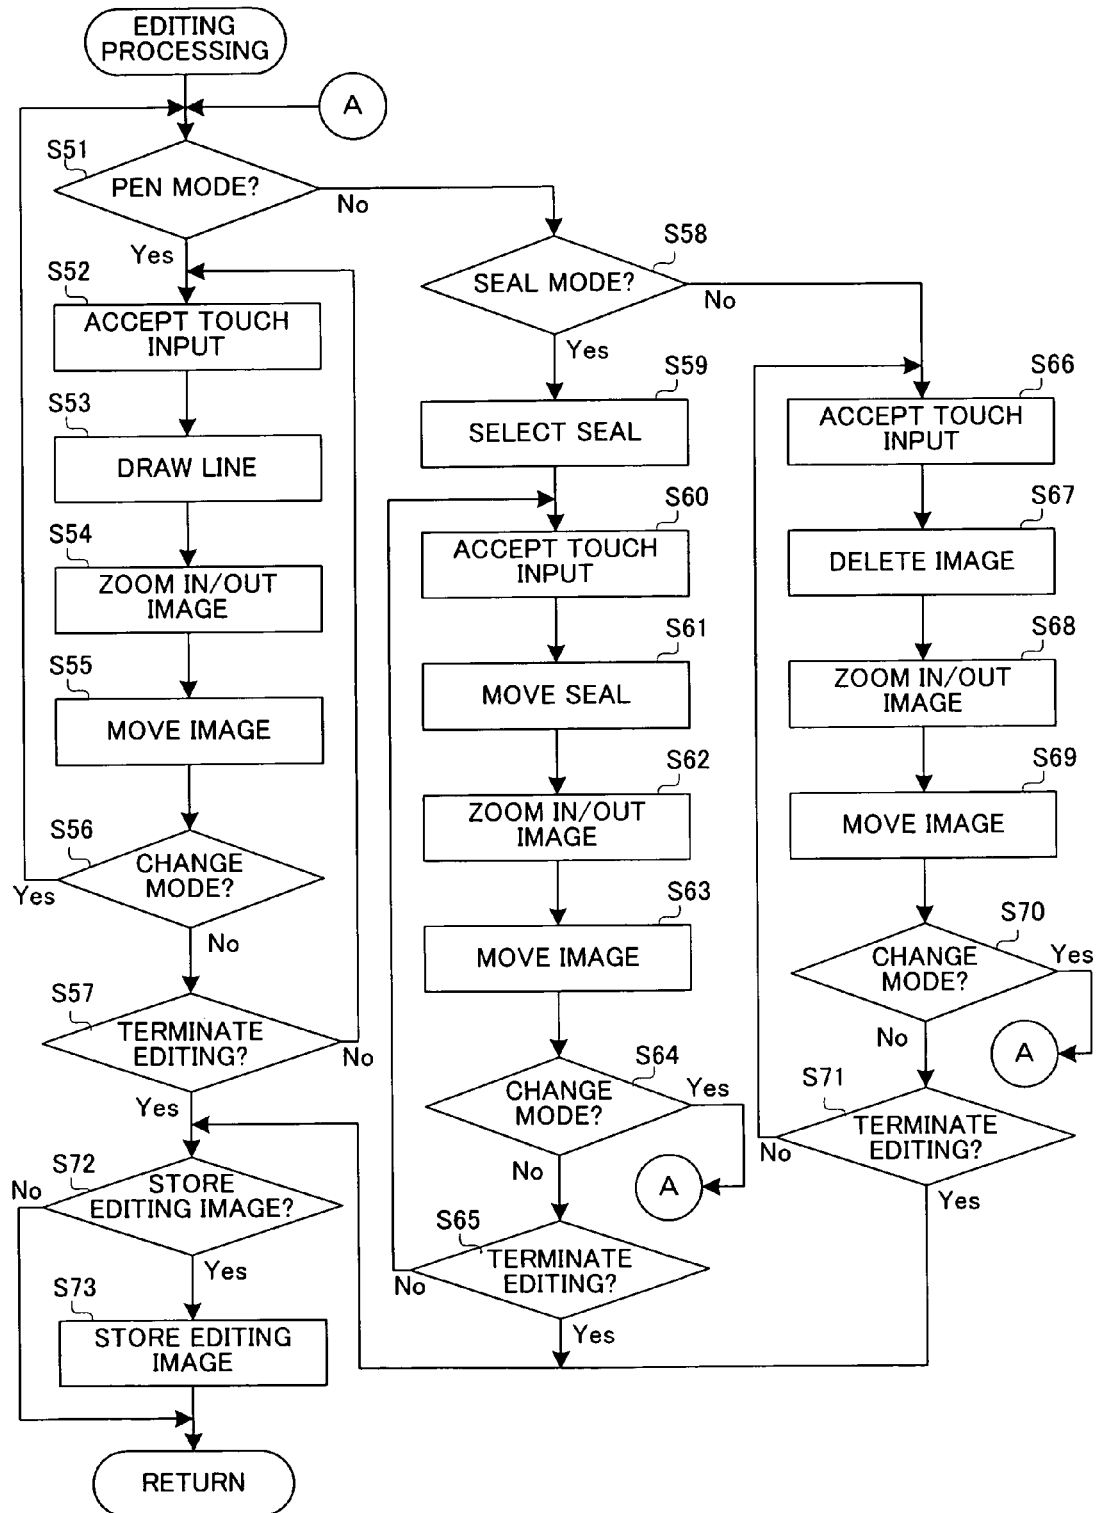 EDITING
PROCESSING
A
S51
PEN MODE?
No
Yes
S52
ACCEPT TOUCH
INPUT
S53
DRAW LINE
S54
ZOOM IN/OUT
IMAGE
S55
MOVE IMAGE
S56
CHANGE
MODE?
Yes
No
S57
TERMINATE
EDITING?
No
Yes
S72
STORE
EDITING IMAGE?
No
Yes
S73
STORE EDITING
IMAGE
RETURN
S58
SEAL MODE?
No
Yes
S59
SELECT SEAL
S60
ACCEPT TOUCH
INPUT
S61
MOVE SEAL
S62
ZOOM IN/OUT
IMAGE
S63
MOVE IMAGE
S64
CHANGE
MODE?
Yes
No
A
S65
TERMINATE
EDITING?
No
Yes
S66
ACCEPT TOUCH
INPUT
S67
DELETE IMAGE
S68
ZOOM IN/OUT
IMAGE
S69
MOVE IMAGE
S70
CHANGE
MODE?
Yes
No
A
S71
TERMINATE
EDITING?
No
Yes